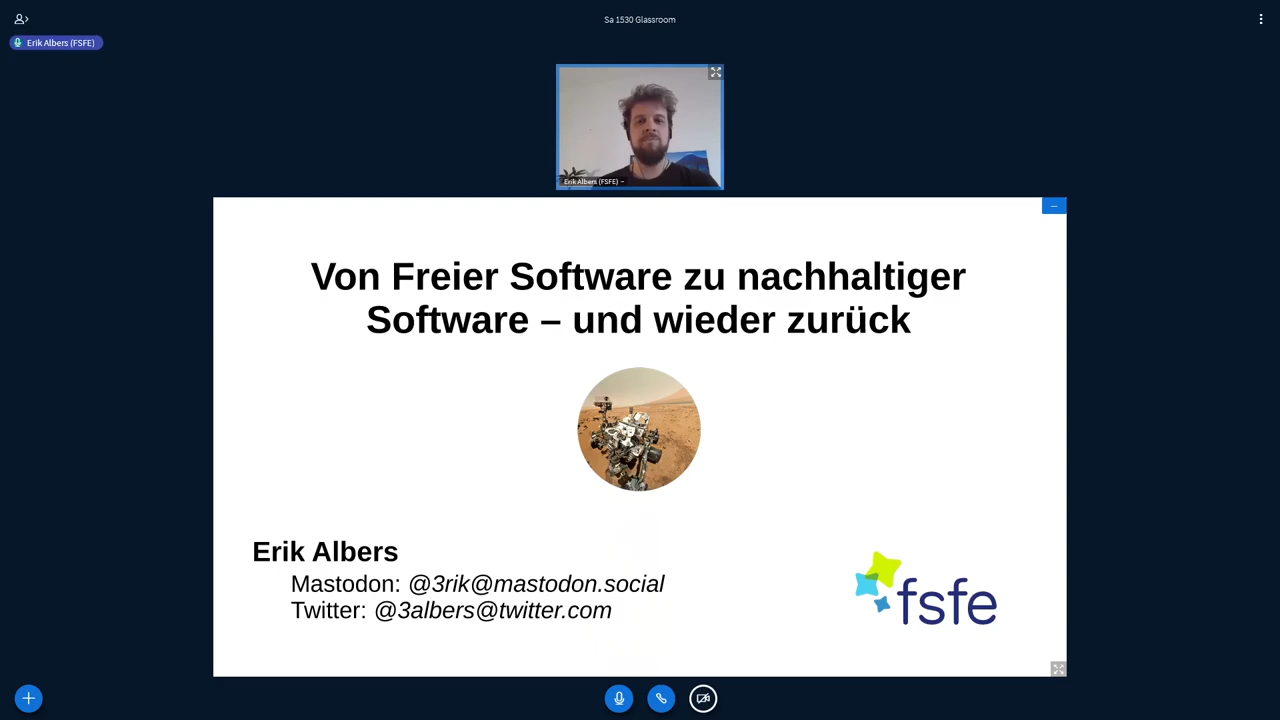 Sa 1530 Glassroom
Erik Albers (FSFE)
Erik Albers (FSFE)
Von Freier Software zu nachhaltiger
Software – und wieder zurück
Erik Albers
Mastodon: @3rik@mastodon.social
Twitter: @3albers@twitter.com
fsfe